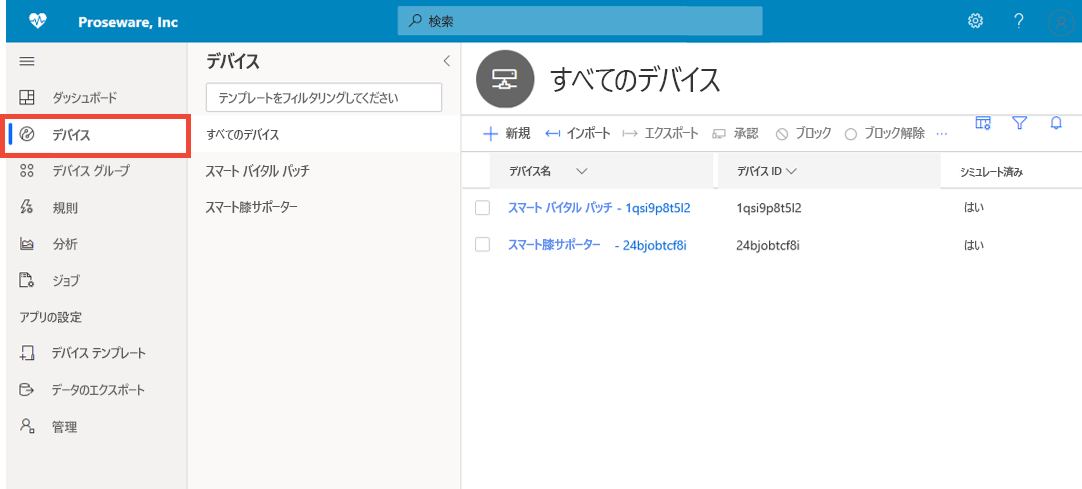 Proseware, Inc
検索
?
ダッシュボード
デバイス
デバイス グループ
規則
分析
ジョブ
アプリの設定
デバイス テンプレート
データのエクスポート
管理
デバイス
テンプレートをフィルタリングしてください
すべてのデバイス
スマート バイタル パッチ
スマート膝サポーター
すべてのデバイス
新規 インポート エクスポート 承認 ブロック ブロック解除 ...
デバイス名 デバイス ID シミュレート済み
スマート バイタル パッチ - 1qsi9p8t5l2 1qsi9p8t5l2 はい
スマート膝サポーター - 24bjobtcf8i 24bjobtcf8i はい